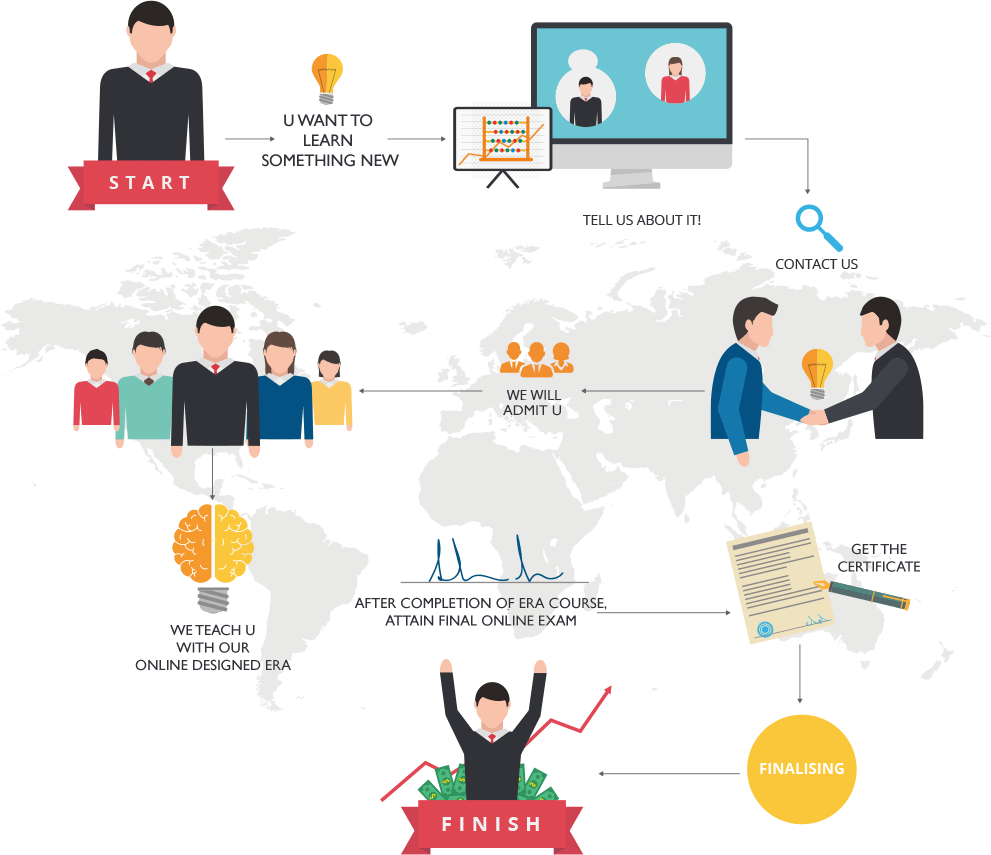 START
U WANT TO
LEARN
SOMETHING NEW
TELL US ABOUT IT!
CONTACT US
WE WILL
ADMIT U
WE TEACH U
WITH OUR
ONLINE DESIGNED ERA
AFTER COMPLETION OF ERA COURSE,
ATTAIN FINAL ONLINE EXAM
GET THE
CERTIFICATE
FINALISING
FINISH